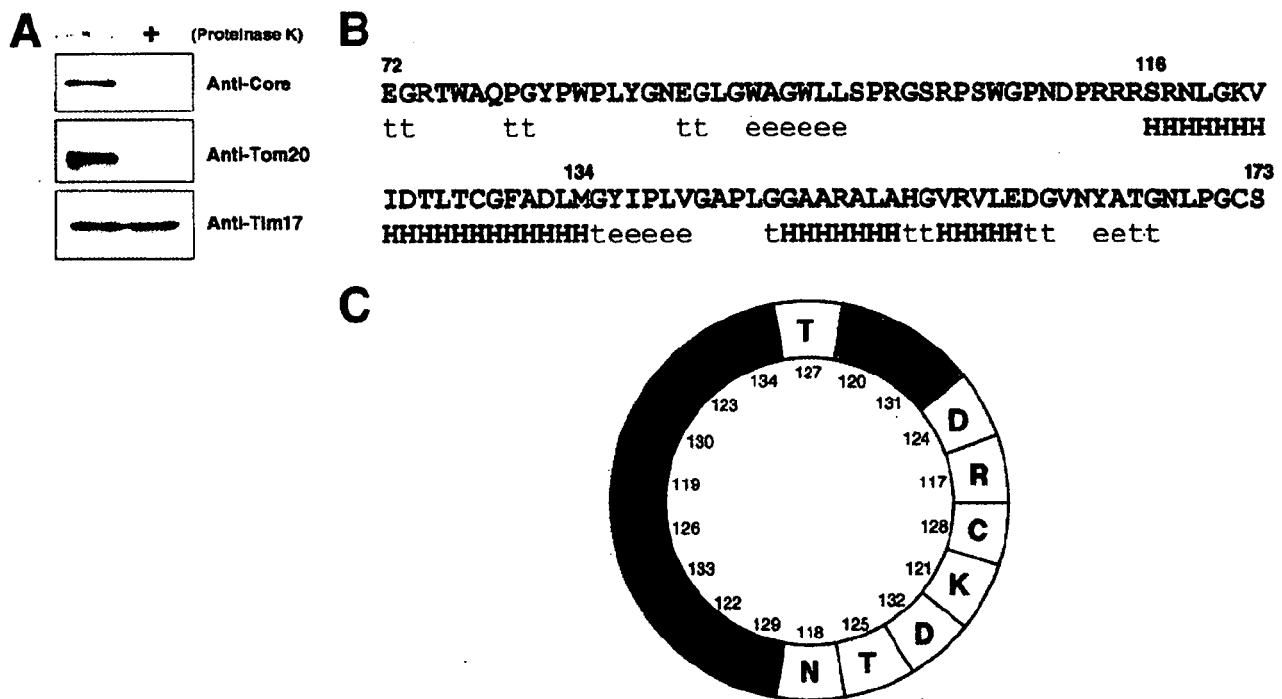 A
- + (Proteinase K)
Anti-Core
Anti-Tom20
Anti-Tim17
B
72 116
EGRTWAQPGYPWPLYGNEGLGWAGWLLSPRGSRPSWGPNDPRRRSRNLGKV
tt tt tt eeeeee HHHHHHH
134 173
IDTLTCGFADLMGYIPLVGAPLGGAARALAHGVRVLEDGVNYATGNLPGCS
HHHHHHHHHHHHteeeee tHHHHHHHttHHHHHtt eett
C
T
D
R
C
K
D
T
N
127
120
131
124
117
128
121
132
125
118
129
122
133
126
119
130
123
134